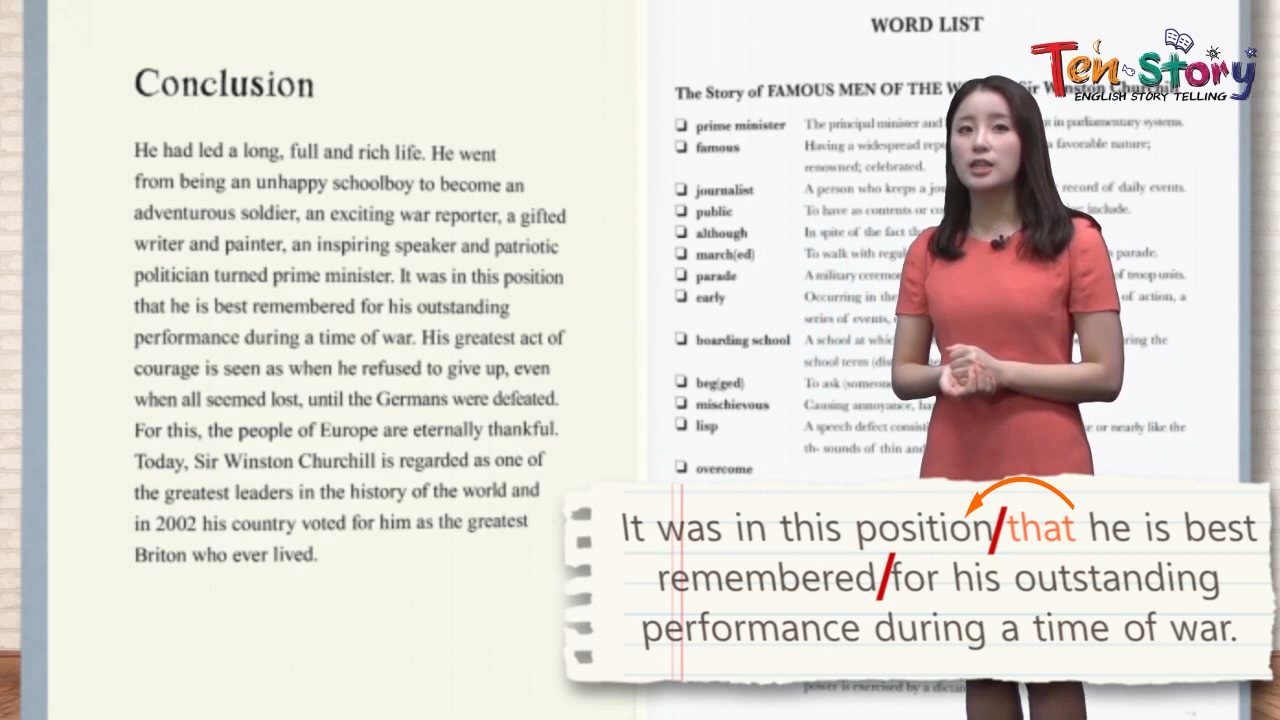 Conclusion
He had led a long, full and rich life. He went
from being an unhappy schoolboy to become an
adventurous soldier, an exciting war reporter, a gifted
writer and painter, an inspiring speaker and patriotic
politician turned prime minister. It was in this position
that he is best remembered for his outstanding
performance during a time of war. His greatest act of
courage is seen as when he refused to give up, even
when all seemed lost, until the Germans were defeated.
For this, the people of Europe are eternally thankful.
Today, Sir Winston Churchill is regarded as one of
the greatest leaders in the history of the world and
in 2002 his country voted for him as the greatest
Briton who ever lived.
WORD LIST
Ten Story
ENGLISH STORY TELLING
The Story of FAMOUS MEN OF THE W Sir Winston Churchill
prime minister The principal minister and in parliamentary systems.
famous Having a widespread a favorable nature;
renowned; celebrated.
journalist A person who keeps a record of daily events.
public To have as contents or include.
although In spite of the fact
march(ed) To walk with parade.
parade A military of troop units.
early Occurring in the of action, a
series of events,
boarding school A school at the
school term
beg(ged) To ask
mischievous Causing annoyance,
lisp A speech defect or nearly like the
th- sounds of thin and
overcome
It was in this position/that he is best
remembered/for his outstanding
performance during a time of war.
power is exercised by a